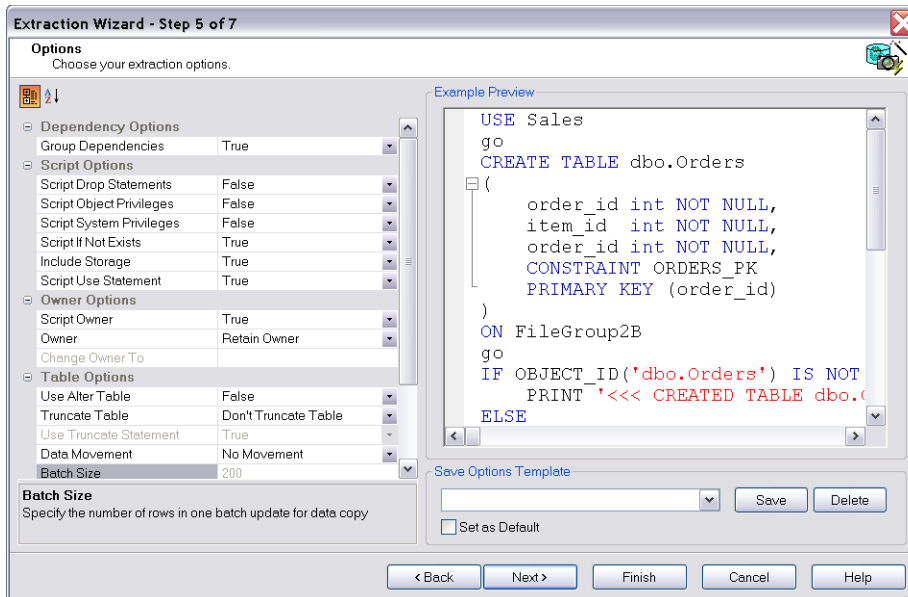 Extraction Wizard - Step 5 of 7
Options
Choose your extraction options.
Dependency Options
Group Dependencies True
Script Options
Script Drop Statements False
Script Object Privileges False
Script System Privileges False
Script If Not Exists True
Include Storage True
Script Use Statement True
Owner Options
Script Owner True
Owner Retain Owner
Change Owner To
Table Options
Use Alter Table False
Truncate Table Don't Truncate Table
Use Truncate Statement True
Data Movement No Movement
Batch Size 200
Batch Size
Specify the number of rows in one batch update for data copy
Example Preview
USE Sales
go
CREATE TABLE dbo.Orders
(
order_id int NOT NULL,
item_id  int NOT NULL,
order_id int NOT NULL,
CONSTRAINT ORDERS_PK
PRIMARY KEY (order_id)
)
ON FileGroup2B
go
IF OBJECT_ID('dbo.Orders') IS NOT
PRINT '<<< CREATED TABLE dbo.
ELSE
Save Options Template
Save Delete
Set as Default
< Back Next > Finish Cancel Help